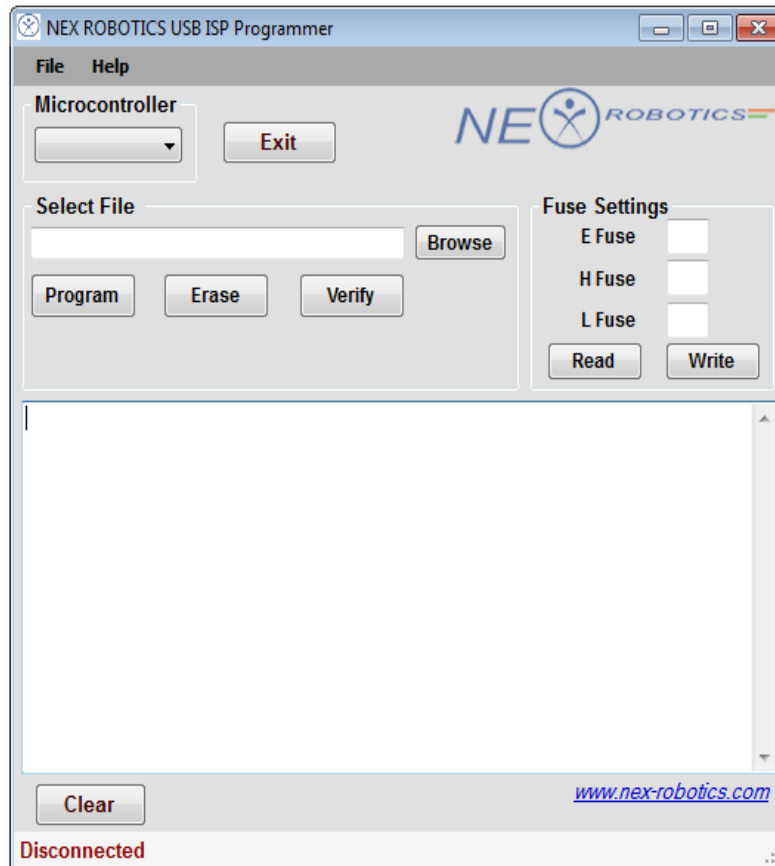 NEX ROBOTICS USB ISP Programmer
File Help
Microcontroller
Exit
NEX ROBOTICS
Select File
Browse
Program Erase Verify
Fuse Settings
E Fuse
H Fuse
L Fuse
Read Write
Clear
www.nex-robotics.com
Disconnected